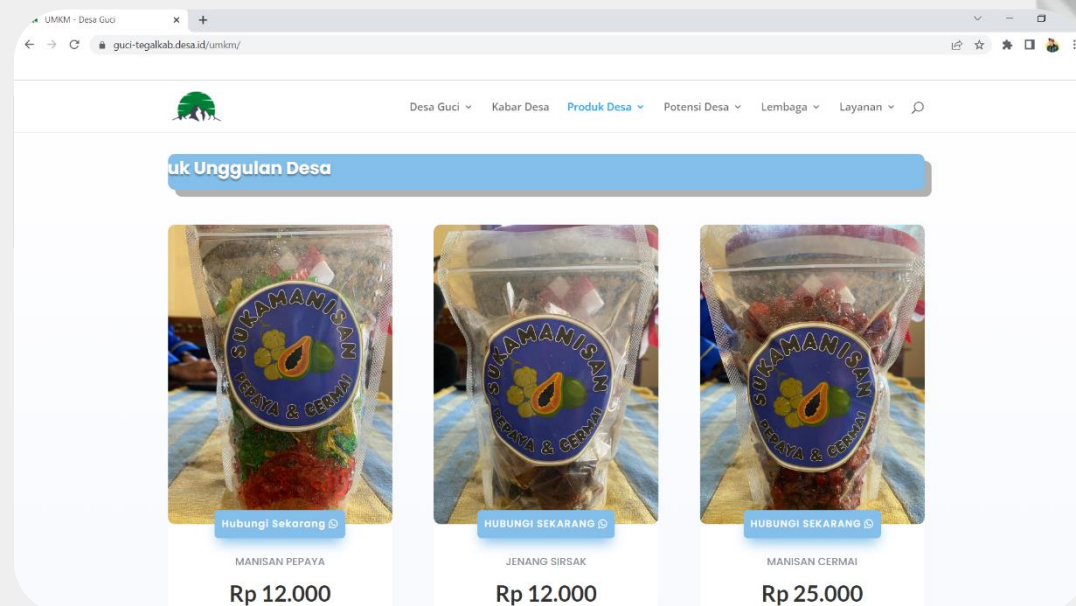 UMKM - Desa Guci
guci-tegalkab.desa.id/umkm/
Desa Guci Kabar Desa Produk Desa Potensi Desa Lembaga Layanan
uk Unggulan Desa
SUKAMANISAN
PEPAYA & CERMAI
SUKAMANISAN
PEPAYA & CERMAI
SUKAMANISAN
PEPAYA & CERMAI
Hubungi Sekarang
HUBUNGI SEKARANG
HUBUNGI SEKARANG
MANISAN PEPAYA
JENANG SIRSAK
MANISAN CERMAI
Rp 12.000
Rp 12.000
Rp 25.000